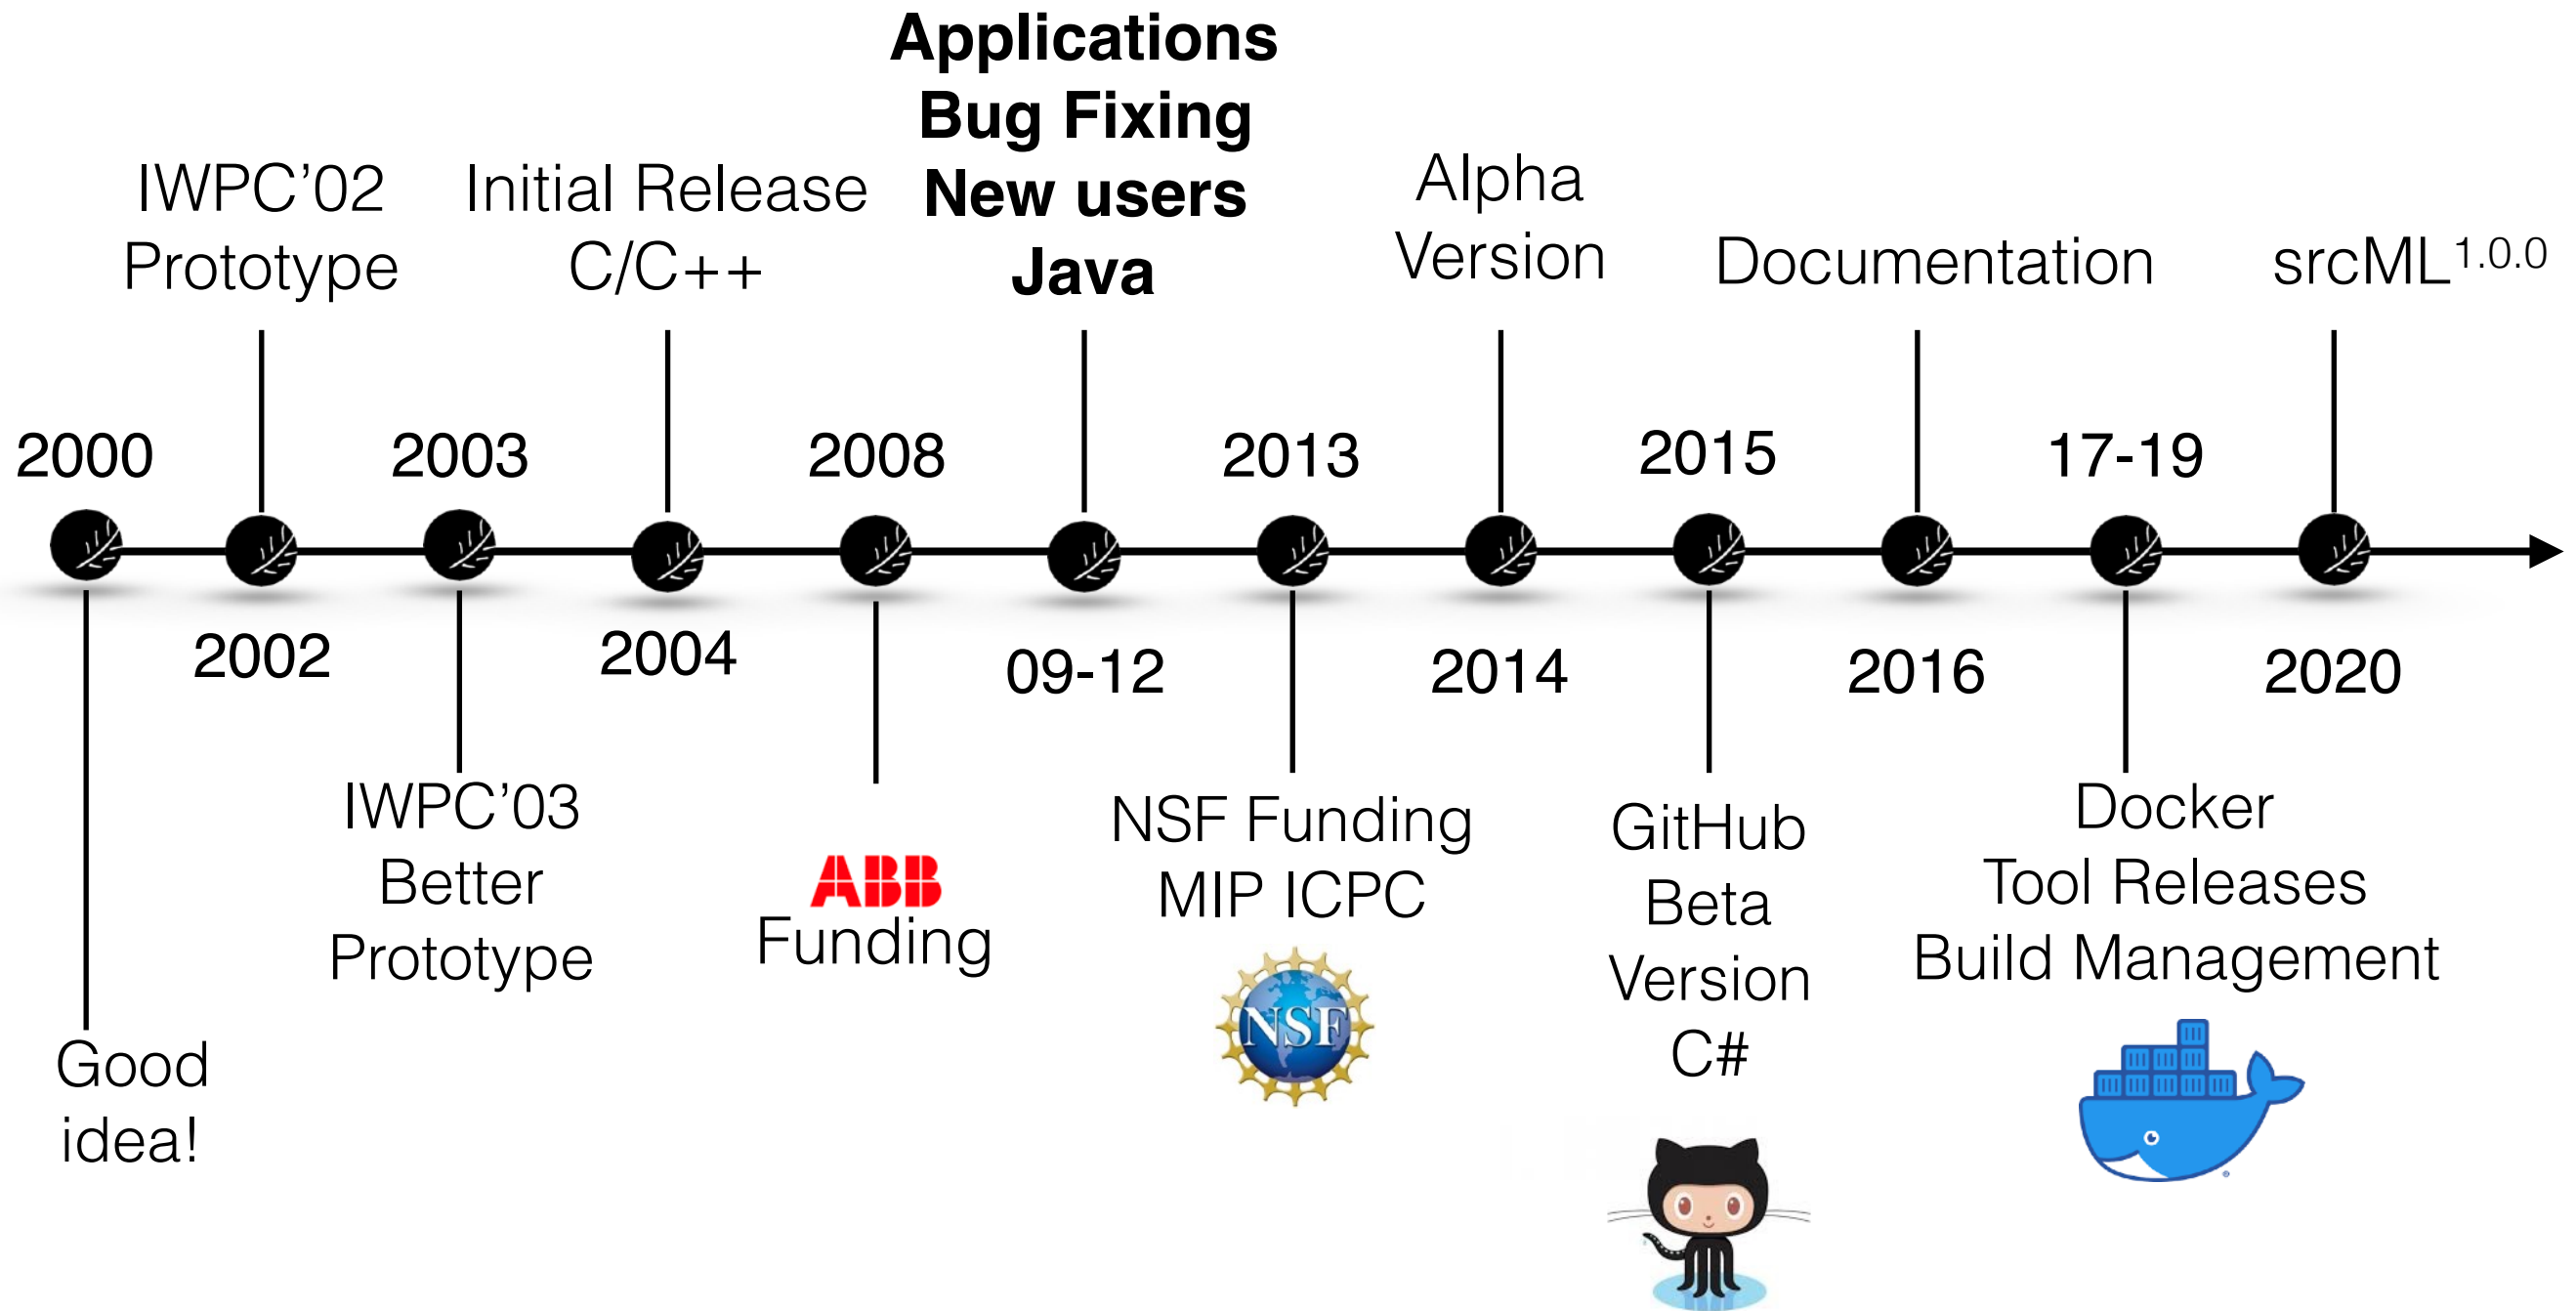 Applications
Bug Fixing
New users
Java
IWPC’02
Prototype
Initial Release
C/C++
Alpha
Version
Documentation
srcML1.0.0
2000
2003
2008
2013
2015
17-19
2002
2004
09-12
2014
2016
2020
Good
idea!
IWPC’03
Better
Prototype
ABB
Funding
NSF Funding
MIP ICPC
NSF
GitHub
Beta
Version
C#
Docker
Tool Releases
Build Management